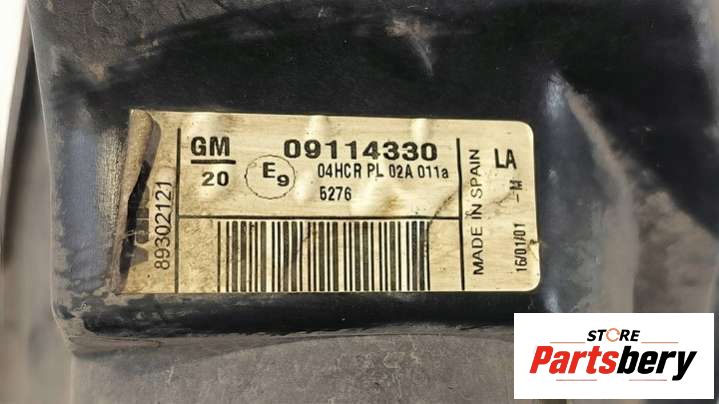 GM
20
E9
09114330
04HCR PL 02A 011a
5276
89302121
MADE IN SPAIN
LA
-M
16/01/01
STORE
Partsbery